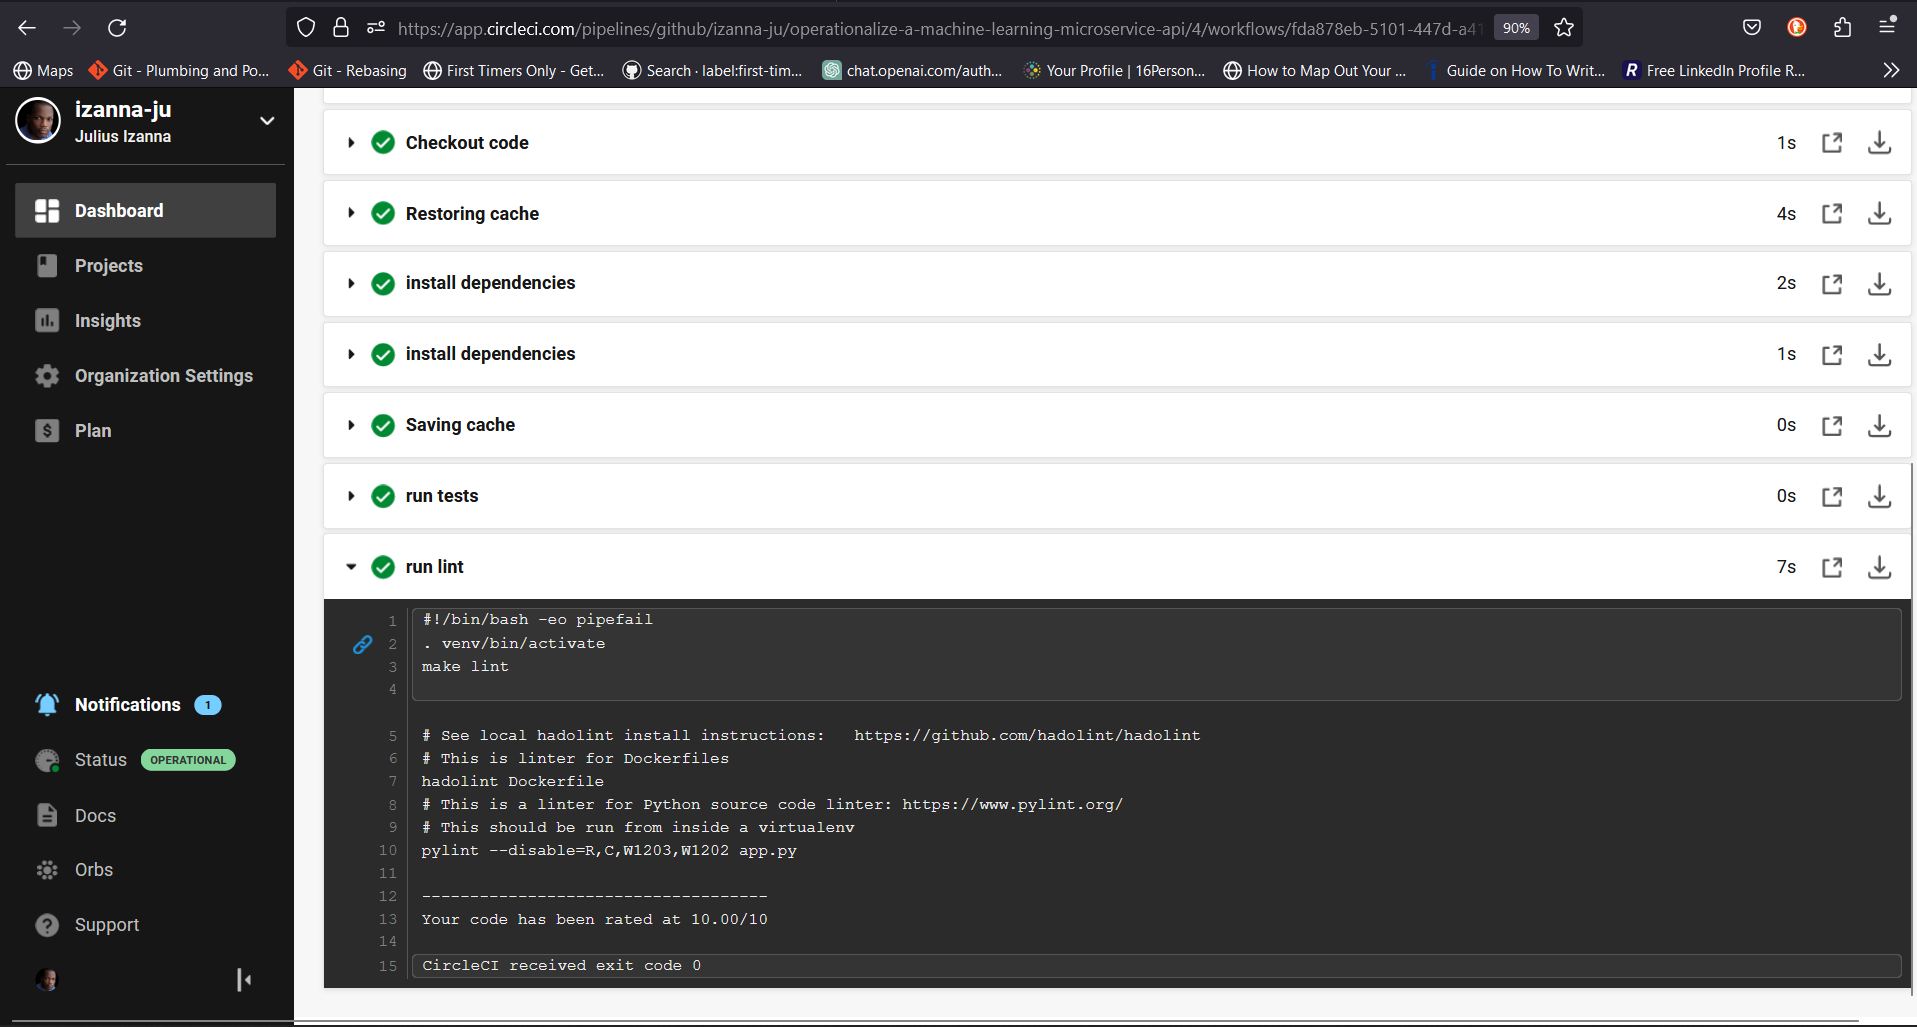 https://app.circleci.com/pipelines/github/izanna-ju/operationalize-a-machine-learning-microservice-api/4/workflows/fda878eb-5101-447d-a41
90%
Maps
Git - Plumbing and Po...
Git - Rebasing
First Timers Only - Get...
Search · label:first-tim...
chat.openai.com/auth...
Your Profile | 16Person...
How to Map Out Your ...
Guide on How To Writ...
R Free LinkedIn Profile R...
izanna-ju
Julius Izanna
Dashboard
Projects
Insights
Organization Settings
$ Plan
Notifications 1
Status OPERATIONAL
Docs
Orbs
? Support
Checkout code 1s
Restoring cache 4s
install dependencies 2s
install dependencies 1s
Saving cache 0s
run tests 0s
run lint 7s
1 #!/bin/bash -eo pipefail
2 . venv/bin/activate
3 make lint
4
5 # See local hadolint install instructions:   https://github.com/hadolint/hadolint
6 # This is linter for Dockerfiles
7 hadolint Dockerfile
8 # This is a linter for Python source code linter: https://www.pylint.org/
9 # This should be run from inside a virtualenv
10 pylint --disable=R,C,W1203,W1202 app.py
11
12 ------------------------------------
13 Your code has been rated at 10.00/10
14
15 CircleCI received exit code 0